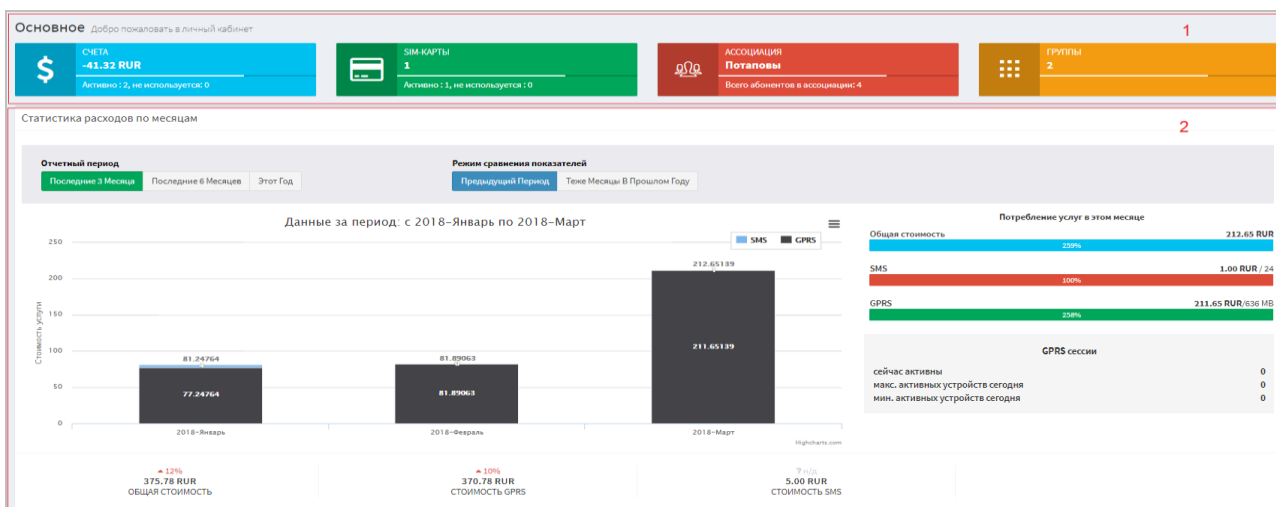 Основное Добро пожаловать в личный кабинет
1
СЧЕТА
-41.32 RUR
Активно : 2, не используется: 0
SIM-КАРТЫ
1
Активно : 1, не используется : 0
АССОЦИАЦИЯ
Потаповы
Всего абонентов в ассоциации: 4
ГРУППЫ
2
Статистика расходов по месяцам
2
Отчетный период
Последние 3 Месяца Последние 6 Месяцев Этот Год
Режим сравнения показателей
Предыдущий Период Теже Месяцы В Прошлом Году
Данные за период: с 2018-Январь по 2018-Март
SMS GPRS
Стоимость услуги
250
200
150
100
50
0
81.24764
77.24764
81.89063
81.89063
212.65139
211.65139
2018-Январь 2018-Февраль 2018-Март
Highcharts.com
Потребление услуг в этом месяце
Общая стоимость 212.65 RUR
259%
SMS 1.00 RUR / 24
100%
GPRS 211.65 RUR/636 MB
258%
GPRS сессии
сейчас активны 0
макс. активных устройств сегодня 0
мин. активных устройств сегодня 0
12%
375.78 RUR
ОБЩАЯ СТОИМОСТЬ
10%
370.78 RUR
СТОИМОСТЬ GPRS
? н/д
5.00 RUR
СТОИМОСТЬ SMS